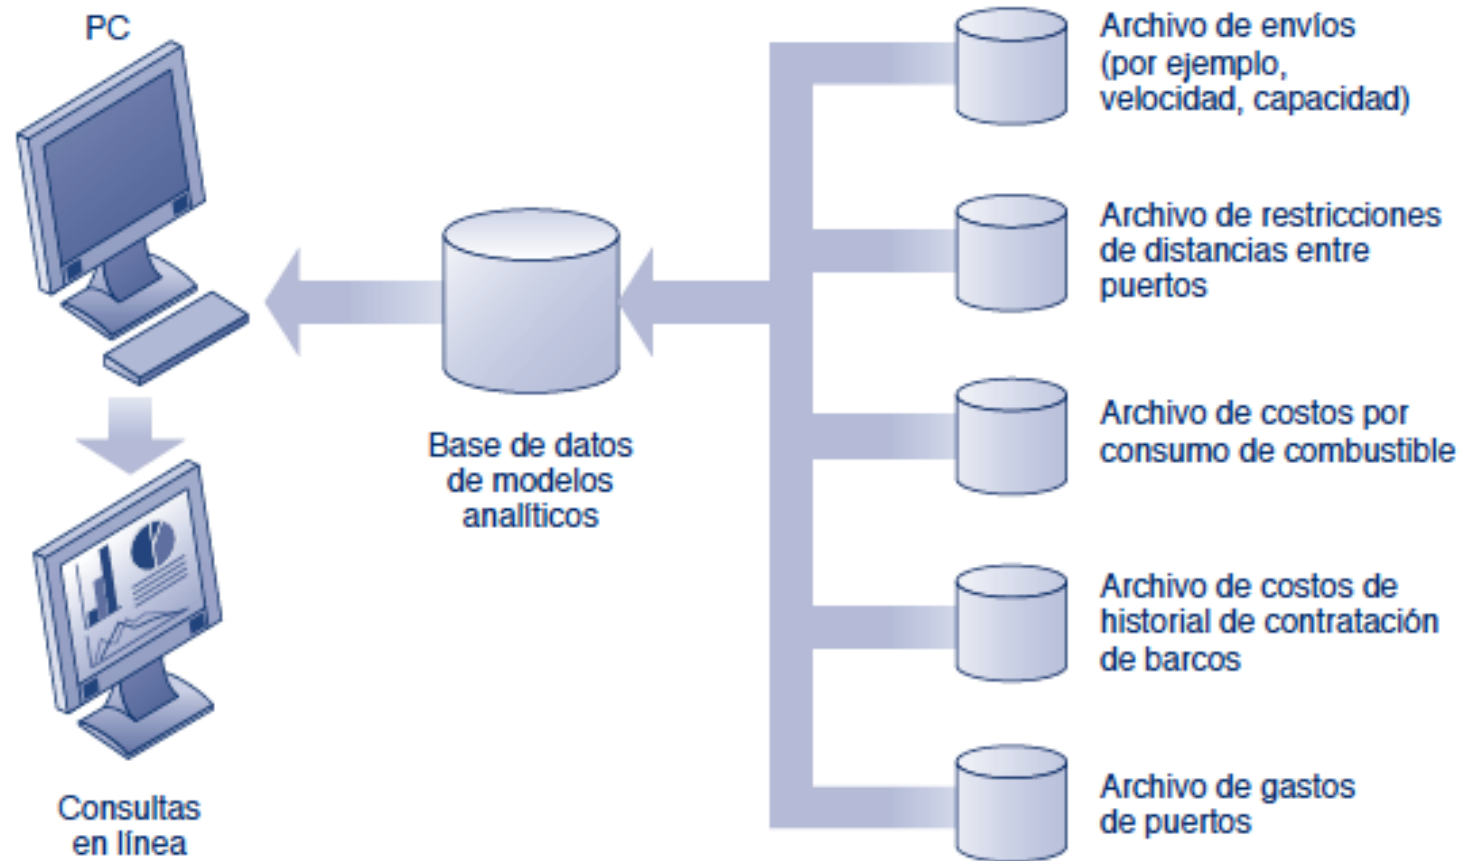 PC
Archivo de envíos
(por ejemplo,
velocidad, capacidad)
Archivo de restricciones
de distancias entre
puertos
Base de datos
de modelos
analíticos
Archivo de costos por
consumo de combustible
Archivo de costos de
historial de contratación
de barcos
Archivo de gastos
de puertos
Consultas
en línea